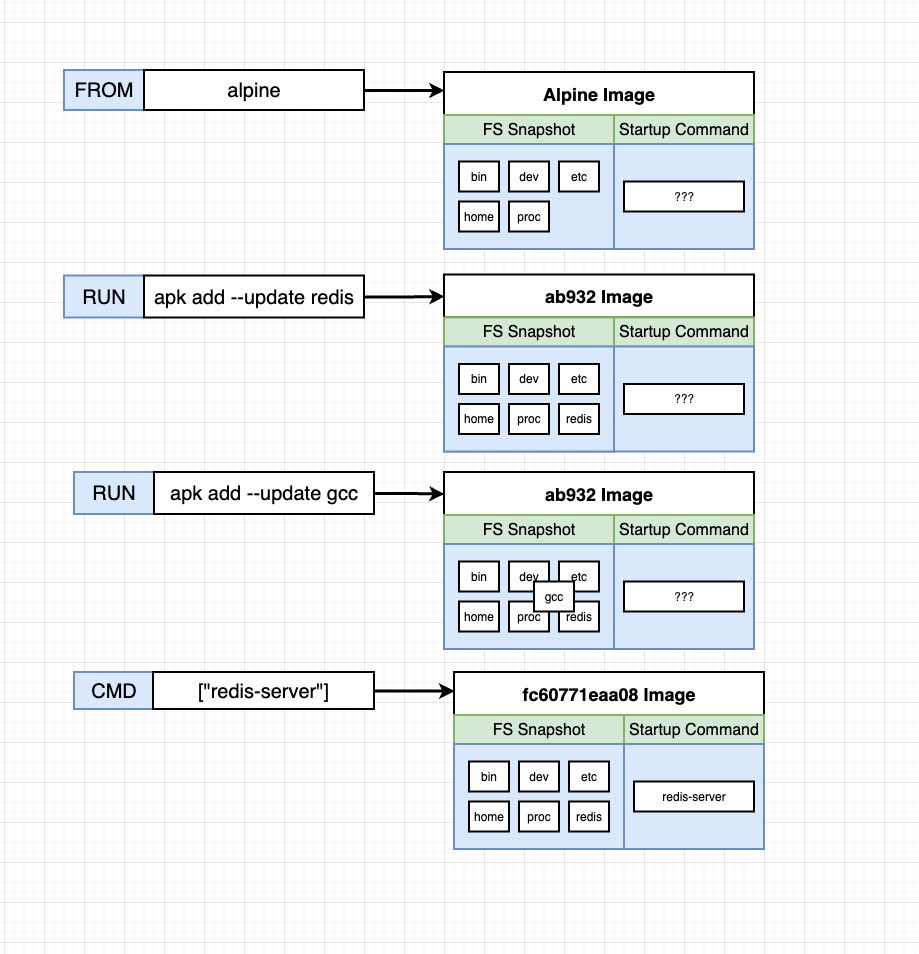 FROM
alpine
Alpine Image
FS Snapshot
Startup Command
bin
dev
etc
???
home
proc
RUN
apk add --update redis
ab932 Image
FS Snapshot
Startup Command
bin
dev
etc
???
home
proc
redis
RUN
apk add --update gcc
ab932 Image
FS Snapshot
Startup Command
bin
dev
etc
gcc
???
home
proc
redis
CMD
["redis-server"]
fc60771eaa08 Image
FS Snapshot
Startup Command
bin
dev
etc
redis-server
home
proc
redis